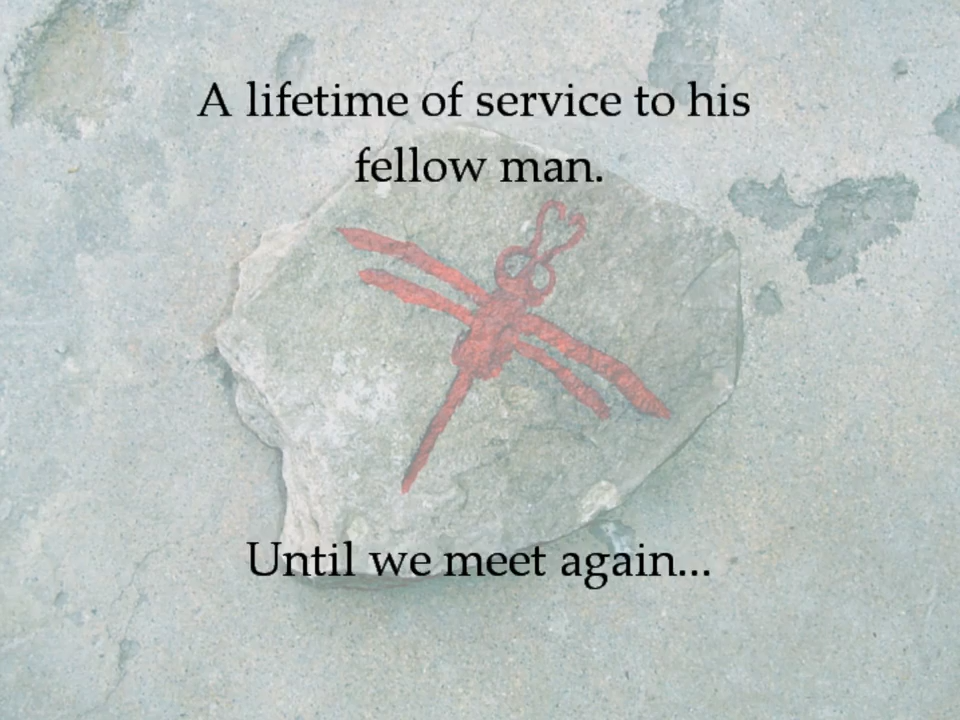 A lifetime of service to his
fellow man.
Until we meet again...